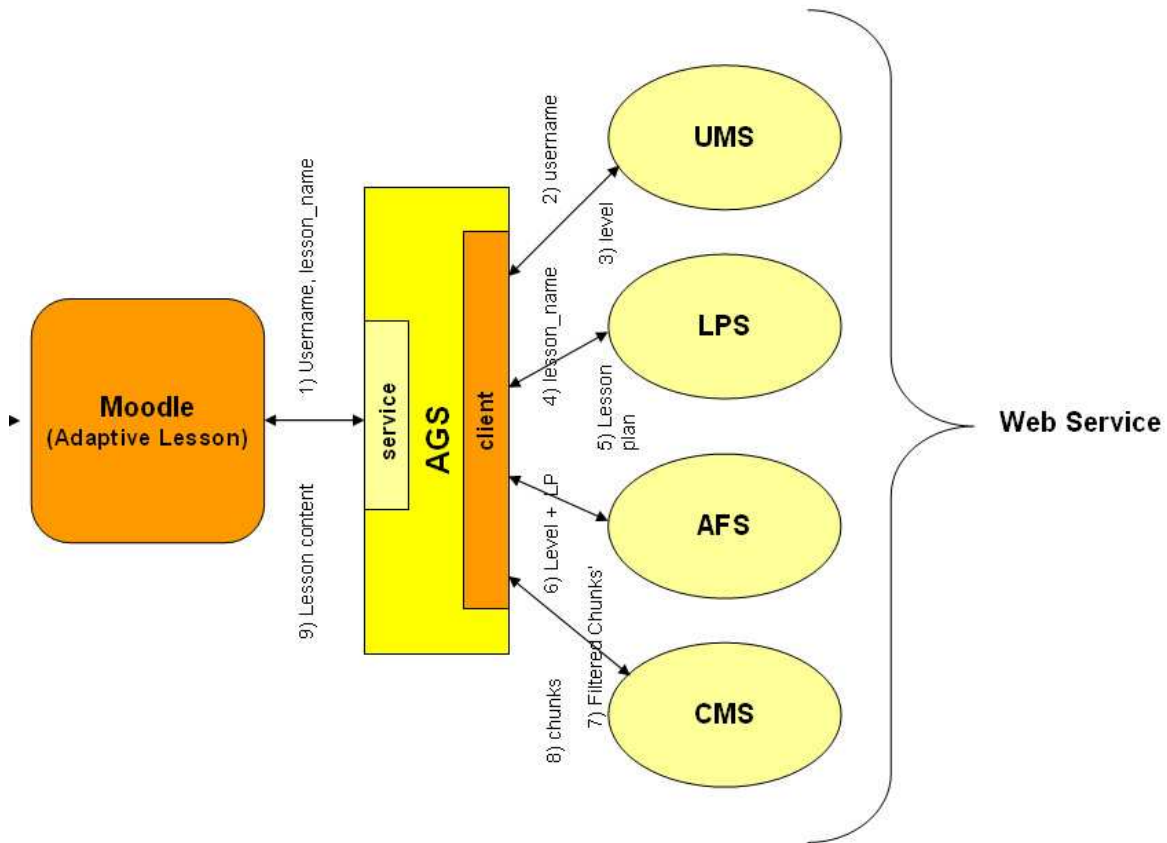 Moodle
(Adaptive Lesson)
1) Username, lesson_name
9) Lesson content
service
AGS
client
2) username
3) level
4) lesson_name
5) Lesson
plan
6) Level + LP
7) Filtered Chunks'
8) chunks
UMS
LPS
AFS
CMS
Web Service